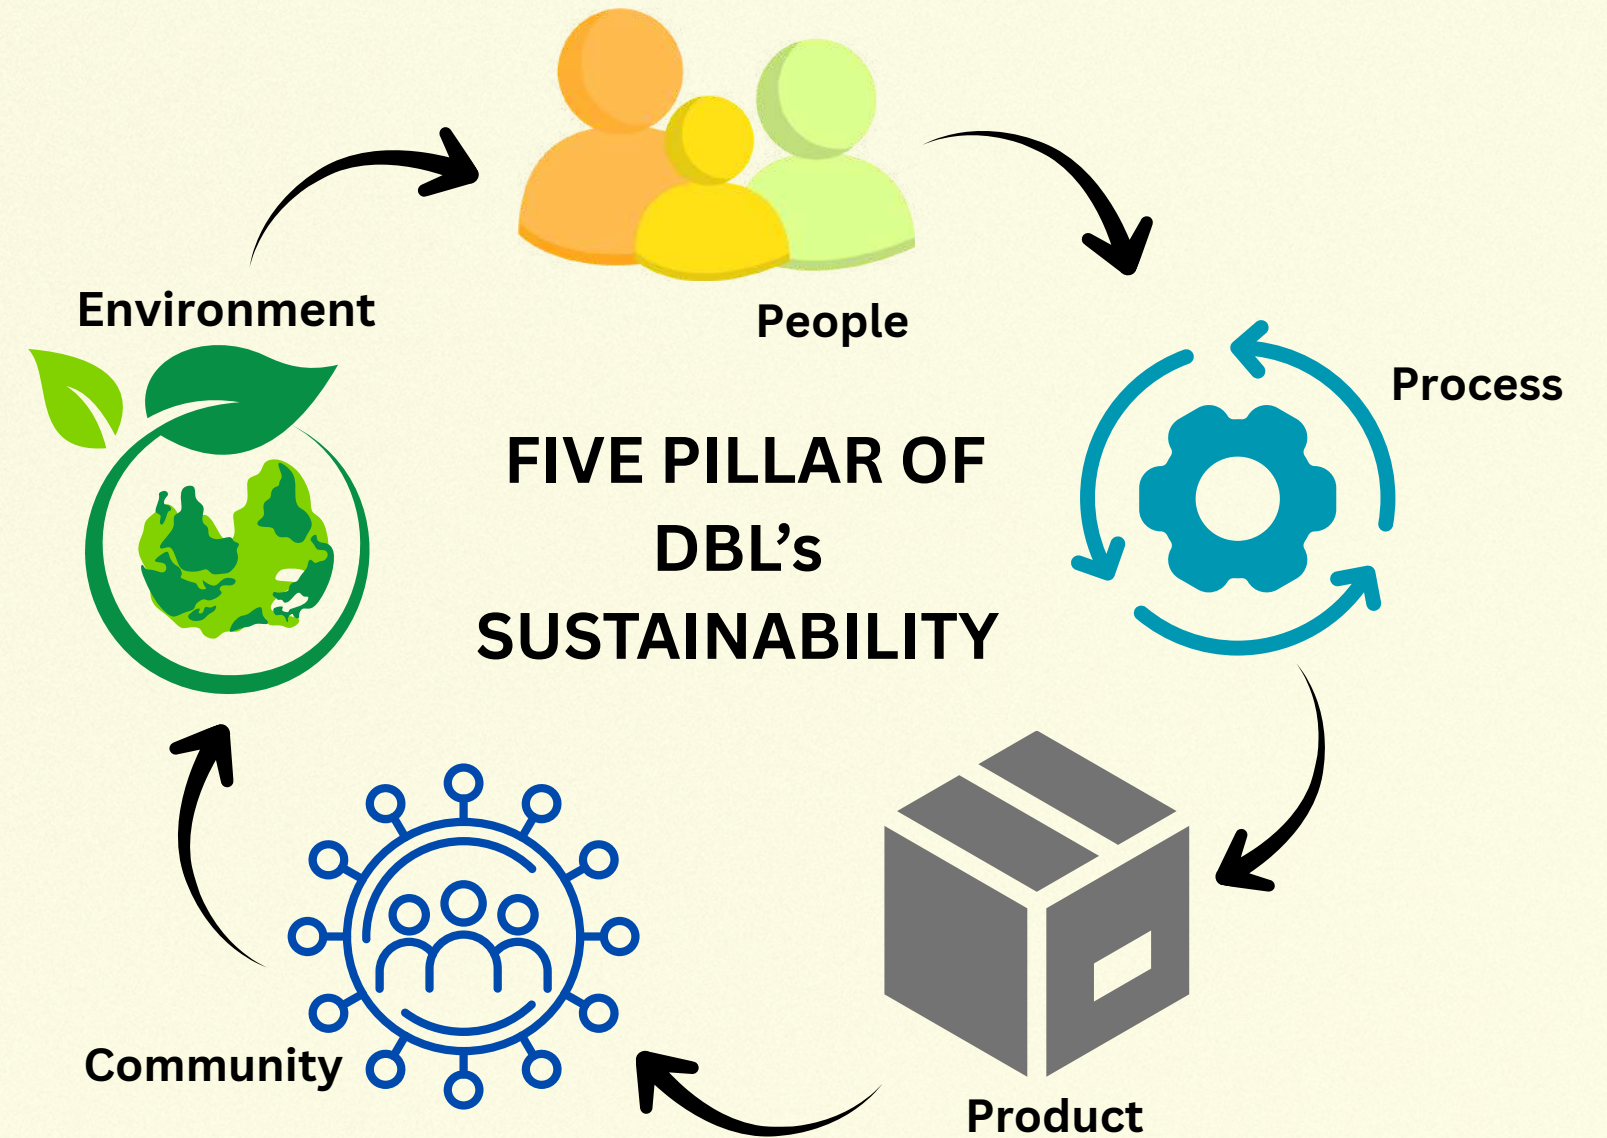 Environment
People
Process
FIVE PILLAR OF
DBL's
SUSTAINABILITY
Community
Product